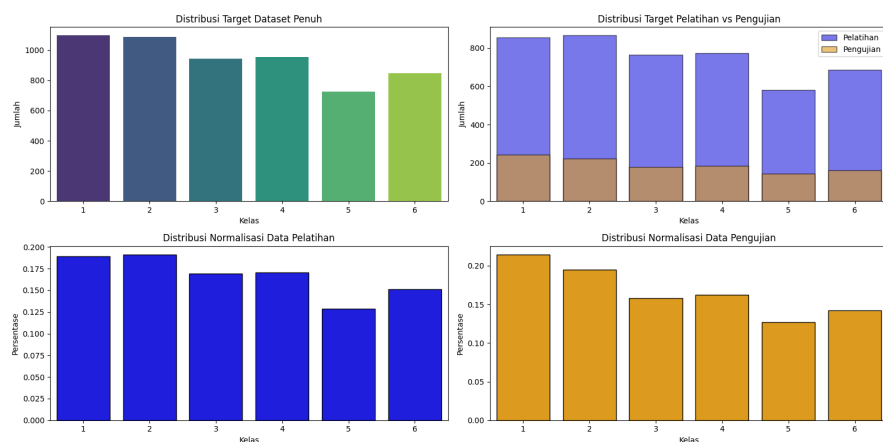 Distribusi Target Dataset Penuh
1000
800
600
400
200
0
Jumlah
1 2 3 4 5 6
Kelas
Distribusi Target Pelatihan vs Pengujian
Pelatihan
Pengujian
800
600
400
200
0
Jumlah
1 2 3 4 5 6
Kelas
Distribusi Normalisasi Data Pelatihan
0.200
0.175
0.150
0.125
0.100
0.075
0.050
0.025
0.000
Persentase
1 2 3 4 5 6
Kelas
Distribusi Normalisasi Data Pengujian
0.20
0.15
0.10
0.05
0.00
Persentase
1 2 3 4 5 6
Kelas